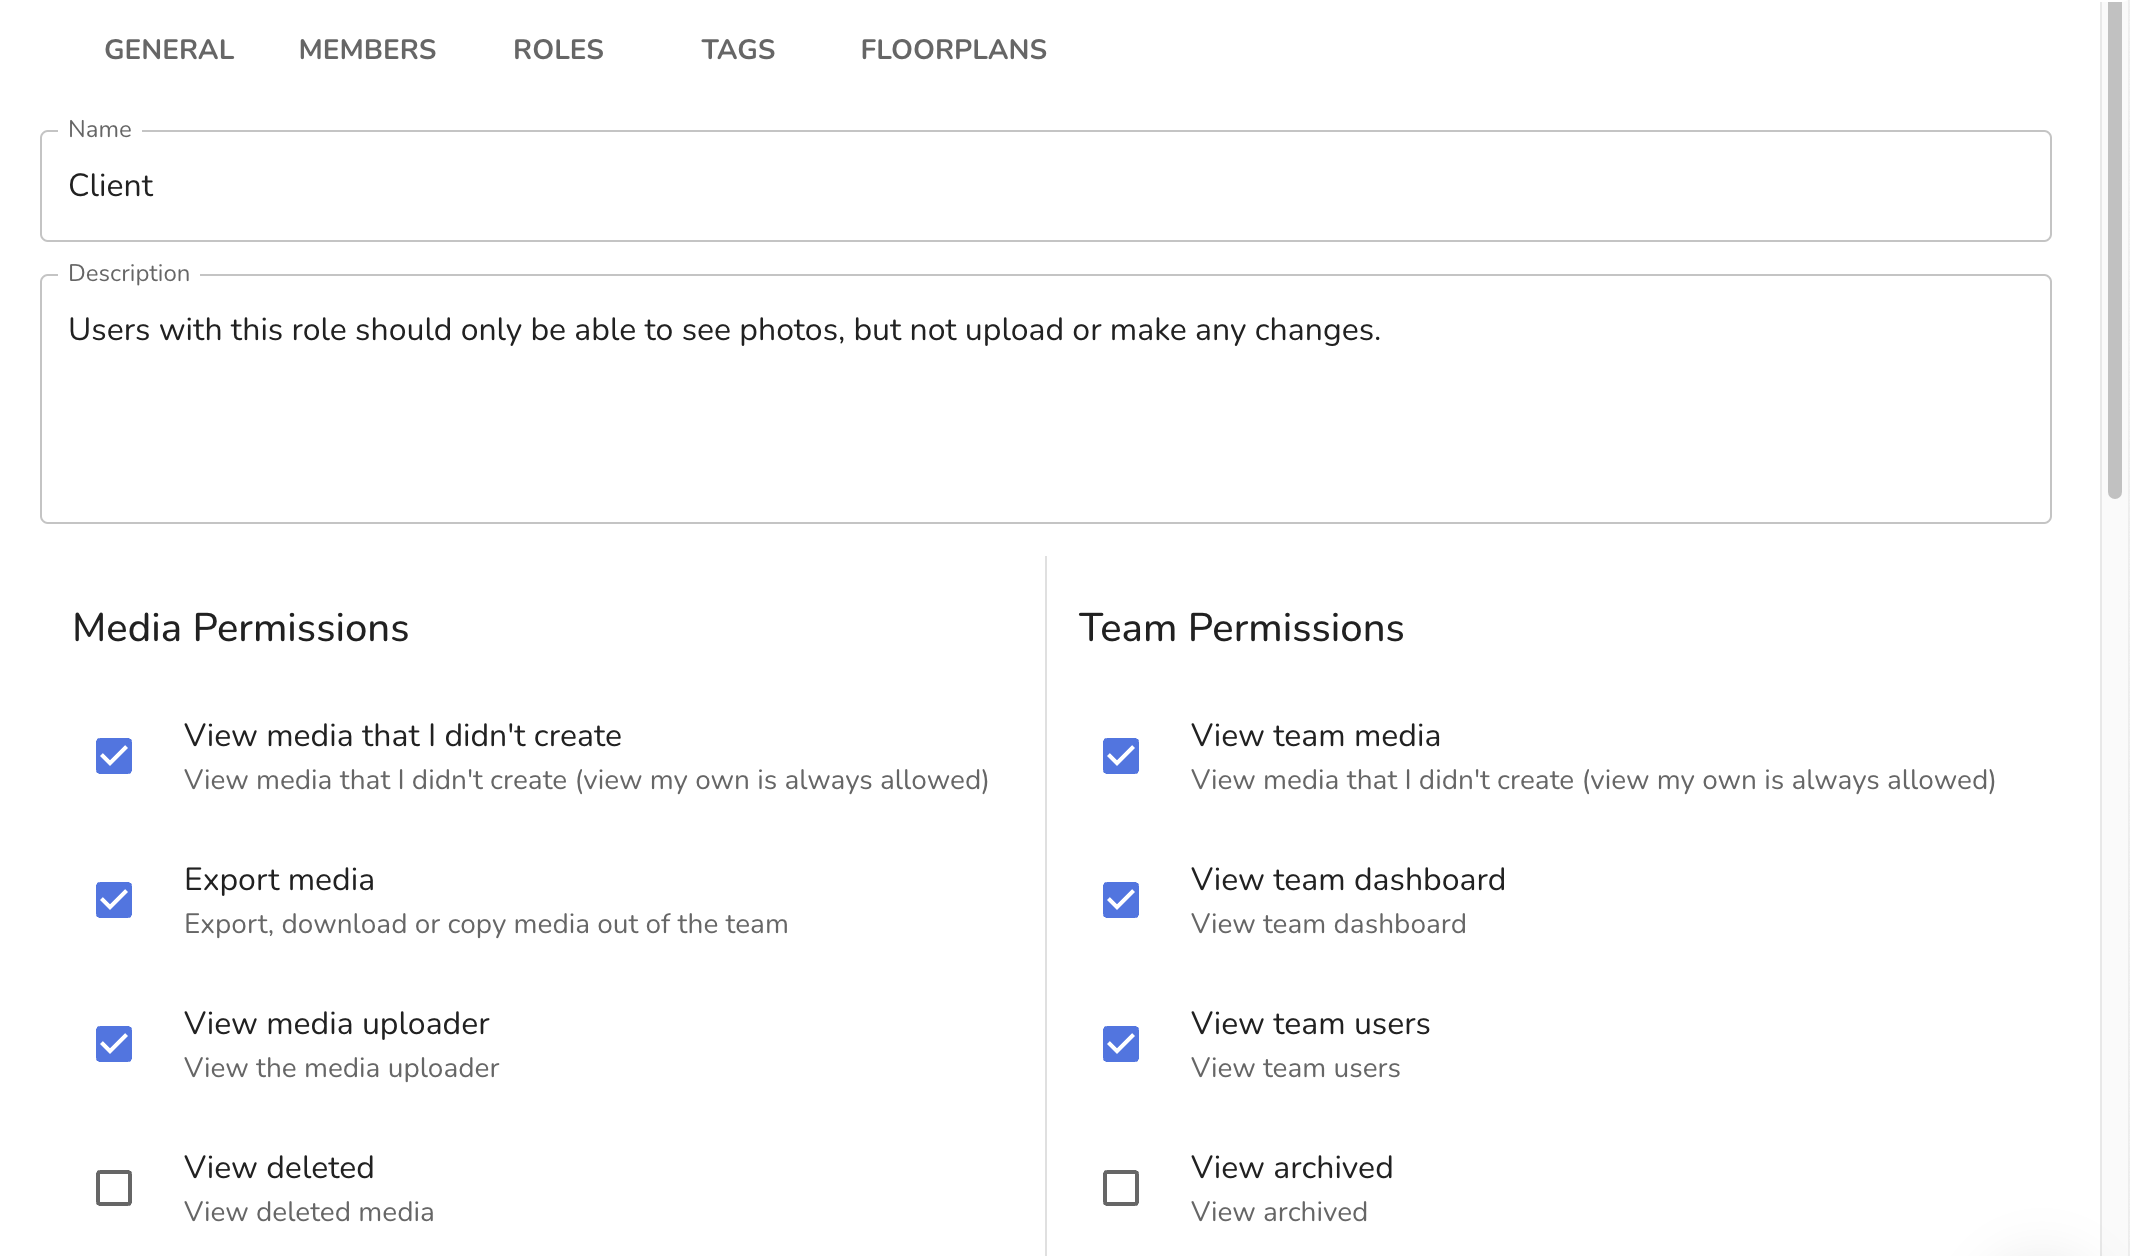 GENERAL MEMBERS ROLES TAGS FLOORPLANS
Name
Client
Description
Users with this role should only be able to see photos, but not upload or make any changes.
Media Permissions
View media that I didn't create
View media that I didn't create (view my own is always allowed)
Export media
Export, download or copy media out of the team
View media uploader
View the media uploader
View deleted
View deleted media
Team Permissions
View team media
View media that I didn't create (view my own is always allowed)
View team dashboard
View team dashboard
View team users
View team users
View archived
View archived